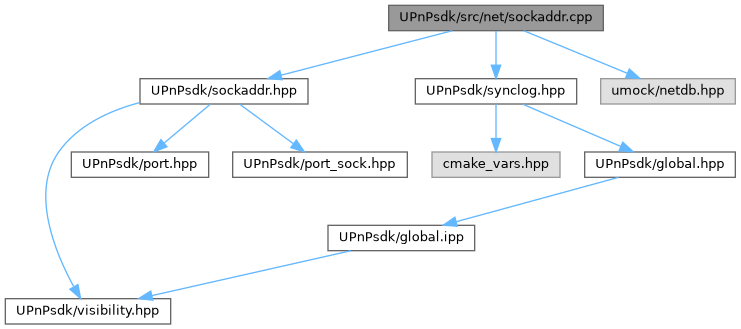 UPnPsdk/src/net/sockaddr.cpp
UPnPsdk/sockaddr.hpp
UPnPsdk/synclog.hpp
umock/netdb.hpp
UPnPsdk/port.hpp
UPnPsdk/port_sock.hpp
cmake_vars.hpp
UPnPsdk/global.hpp
UPnPsdk/global.ipp
UPnPsdk/visibility.hpp